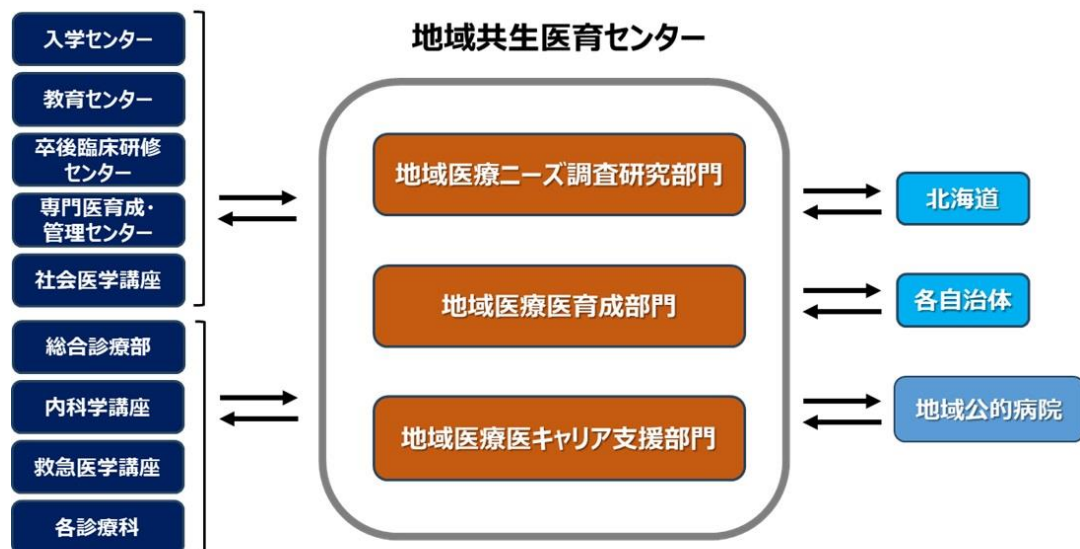 地域共生医育センター
入学センター
教育センター
卒後臨床研修
センター
専門医育成・
管理センター
社会医学講座
総合診療部
内科学講座
救急医学講座
各診療科
地域医療ニーズ調査研究部門
地域医療医育成部門
地域医療医キャリア支援部門
北海道
各自治体
地域公的病院